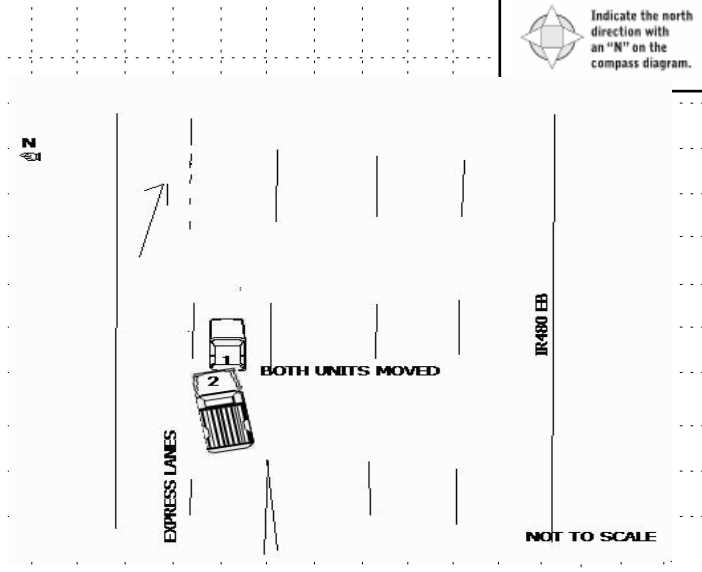 Indicate the north
direction with
an "N" on the
compass diagram.
N
1
2
BOTH UNITS MOVED
IR480 EB
EXPRESS LANES
NOT TO SCALE